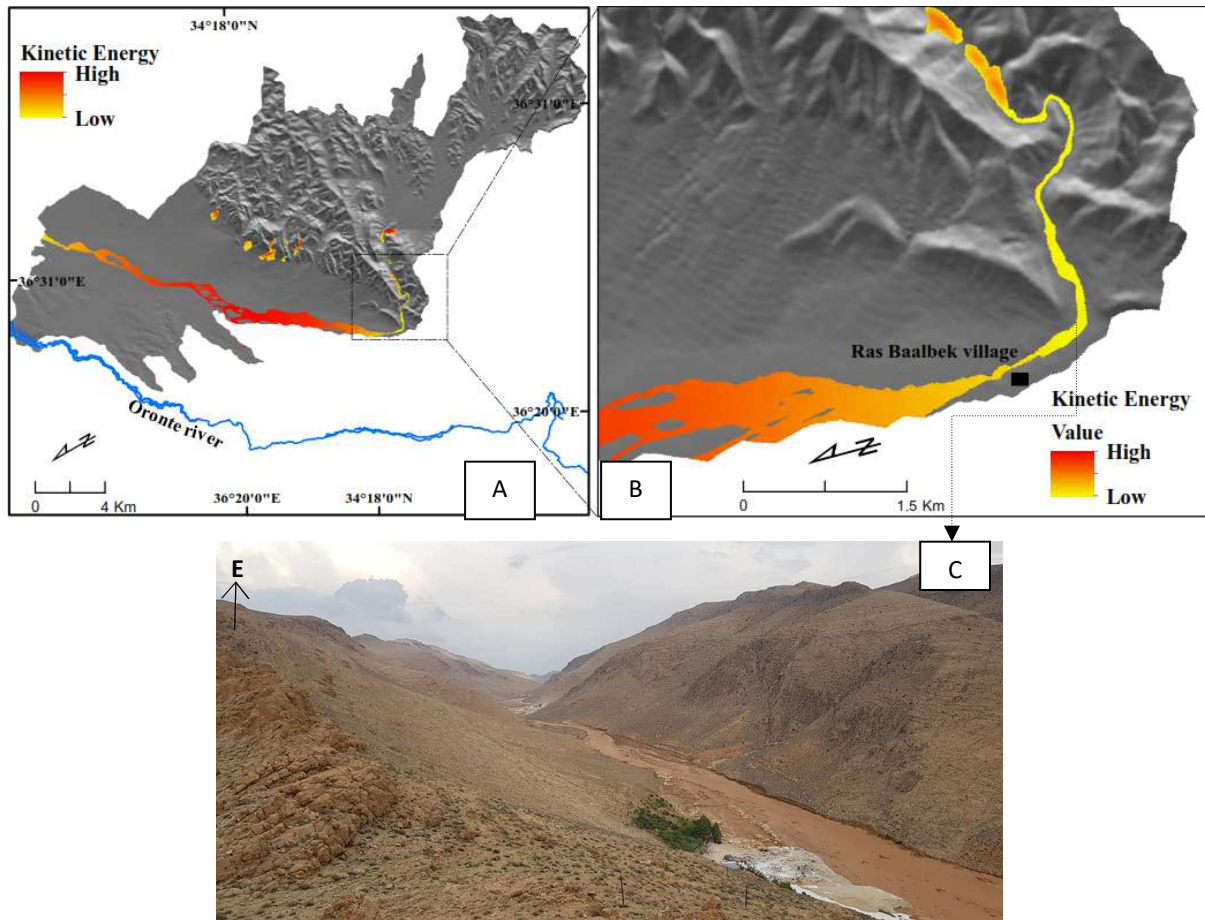 34°18'0"N
Kinetic Energy
High
Low
36°31'0"E
36°31'0"E
Oronte river
36°20'0"E
N
0 4 Km
36°20'0"E 34°18'0"N
A
Ras Baalbek village
Kinetic Energy
Value
High
Low
N
0 1.5 Km
B
C
E